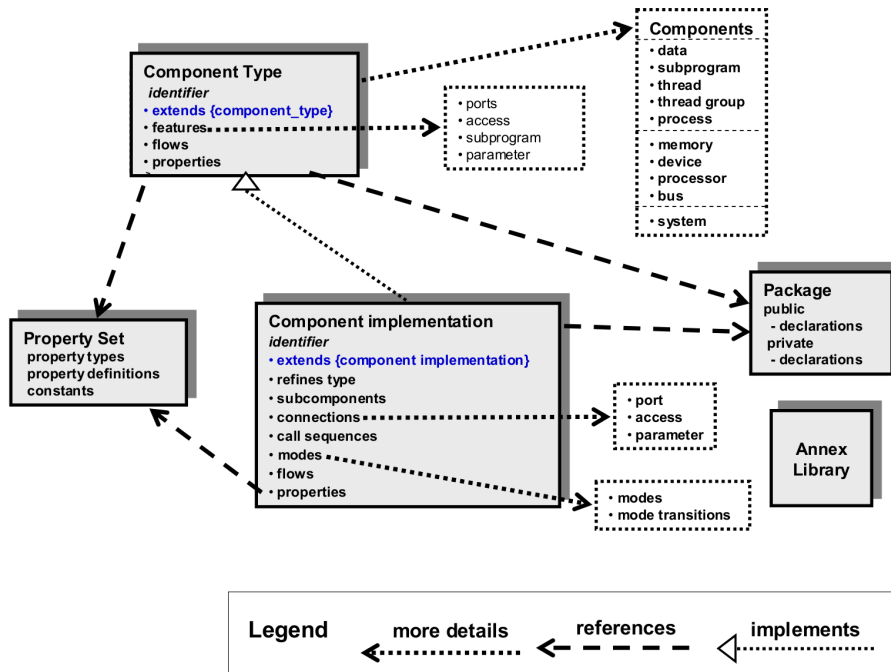 Component Type
identifier
• extends {component_type}
• features
• flows
• properties
• ports
• access
• subprogram
• parameter
Components
• data
• subprogram
• thread
• thread group
• process
• memory
• device
• processor
• bus
• system
Property Set
property types
property definitions
constants
Component implementation
identifier
• extends {component implementation}
• refines type
• subcomponents
• connections
• call sequences
• modes
• flows
• properties
Package
public
- declarations
private
- declarations
• port
• access
• parameter
• modes
• mode transitions
Annex
Library
Legend
more details
references
implements